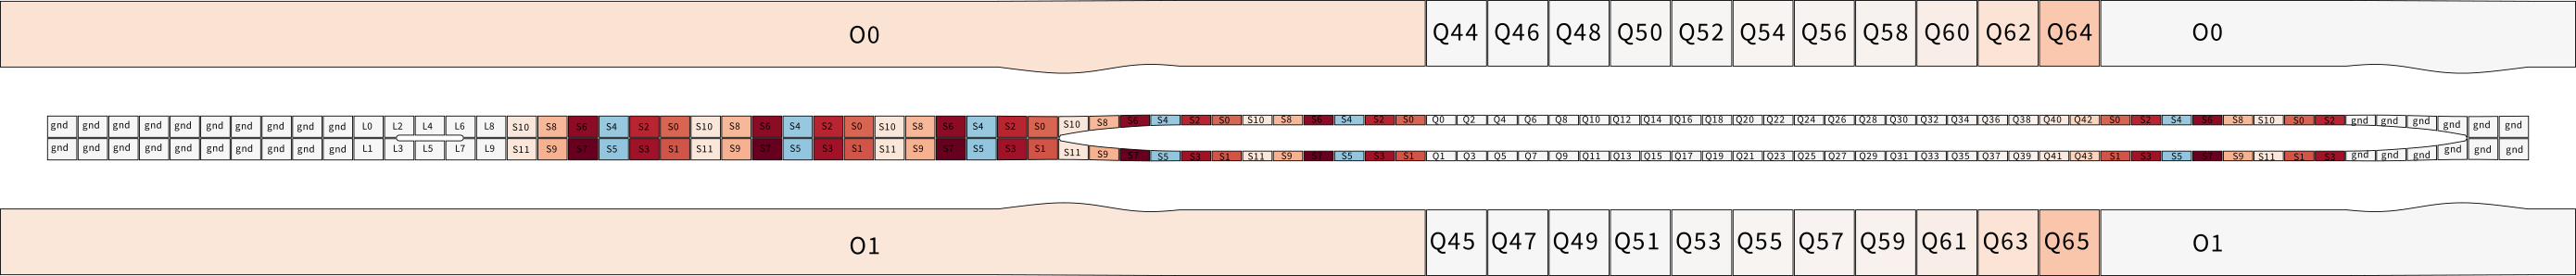 O0 Q44 Q46 Q48 Q50 Q52 Q54 Q56 Q58 Q60 Q62 Q64 O0
gnd gnd gnd gnd gnd gnd gnd gnd gnd gnd L0 L2 L4 L6 L8 S10 S8 S6 S4 S2 S0 S10 S8 S6 S4 S2 S0 S10 S8 S6 S4 S2 S0 S10 S8 S6 S4 S2 S0 S10 S8 S6 S4 S2 S0 Q0 Q2 Q4 Q6 Q8 Q10 Q12 Q14 Q16 Q18 Q20 Q22 Q24 Q26 Q28 Q30 Q32 Q34 Q36 Q38 Q40 Q42 S0 S2 S4 S6 S8 S10 S0 S2 gnd gnd gnd gnd gnd gnd
gnd gnd gnd gnd gnd gnd gnd gnd gnd gnd L1 L3 L5 L7 L9 S11 S9 S7 S5 S3 S1 S11 S9 S7 S5 S3 S1 S11 S9 S7 S5 S3 S1 S11 S9 S7 S5 S3 S1 S11 S9 S7 S5 S3 S1 Q1 Q3 Q5 Q7 Q9 Q11 Q13 Q15 Q17 Q19 Q21 Q23 Q25 Q27 Q29 Q31 Q33 Q35 Q37 Q39 Q41 Q43 S1 S3 S5 S7 S9 S11 S1 S3 gnd gnd gnd gnd gnd gnd
O1 Q45 Q47 Q49 Q51 Q53 Q55 Q57 Q59 Q61 Q63 Q65 O1